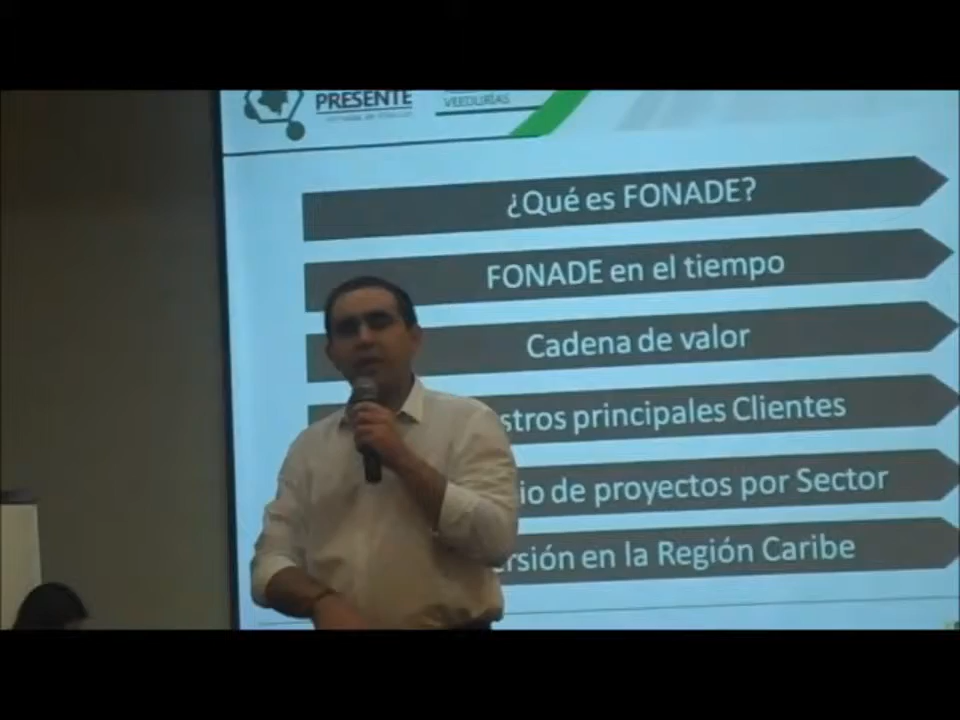 PRESENTE
VEEDURÍAS
¿Qué es FONADE?
FONADE en el tiempo
Cadena de valor
stros principales Clientes
io de proyectos por Sector
rsión en la Región Caribe